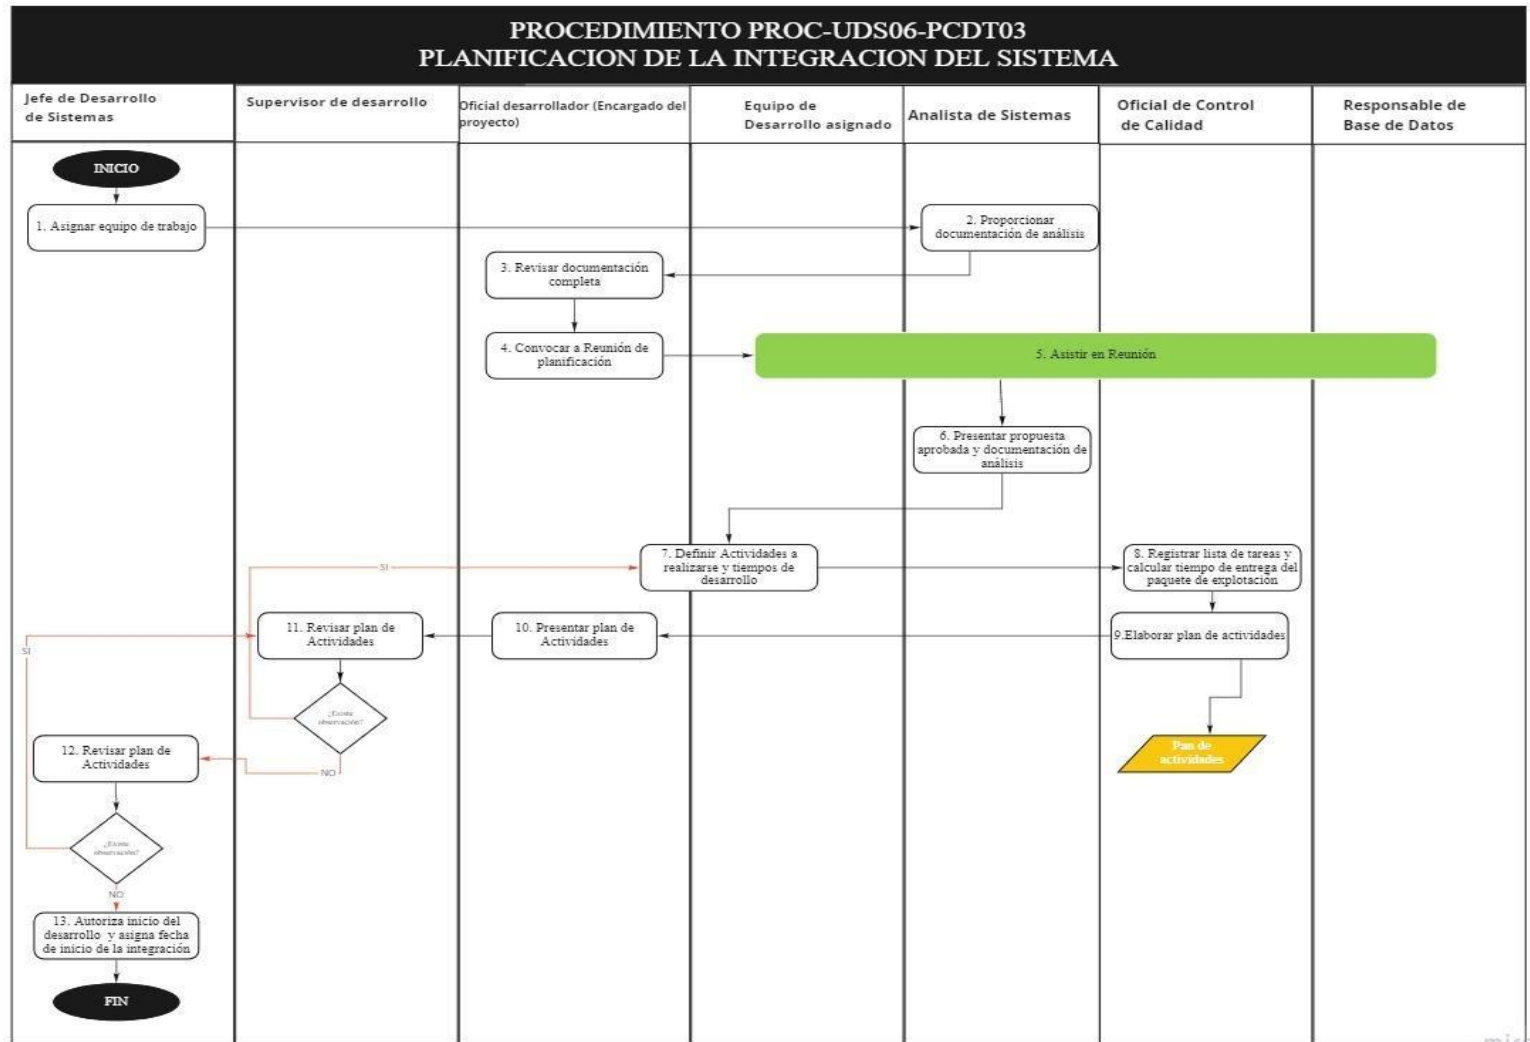 PROCEDIMIENTO PROC-UDS06-PCDT03
PLANIFICACION DE LA INTEGRACION DEL SISTEMA
Jefe de Desarrollo
de Sistemas
Supervisor de desarrollo
Oficial desarrollador (Encargado del
proyecto)
Equipo de
Desarrollo asignado
Analista de Sistemas
Oficial de Control
de Calidad
Responsable de
Base de Datos
INICIO
1. Asignar equipo de trabajo
2. Proporcionar
documentación de análisis
3. Revisar documentación
completa
4. Convocar a Reunión de
planificación
5. Asistir en Reunión
6. Presentar propuesta
aprobada y documentación de
análisis
7. Definir Actividades a
realizarse y tiempos de
desarrollo
SI
8. Registrar lista de tareas y
calcular tiempo de entrega del
paquete de explotación
9.Elaborar plan de actividades
10. Presentar plan de
Actividades
11. Revisar plan de
Actividades
SI
¿Existe
observación?
NO
Pan de
actividades
12. Revisar plan de
Actividades
¿Existe
observación?
NO
13. Autoriza inicio del
desarrollo y asigna fecha
de inicio de la integración
FIN